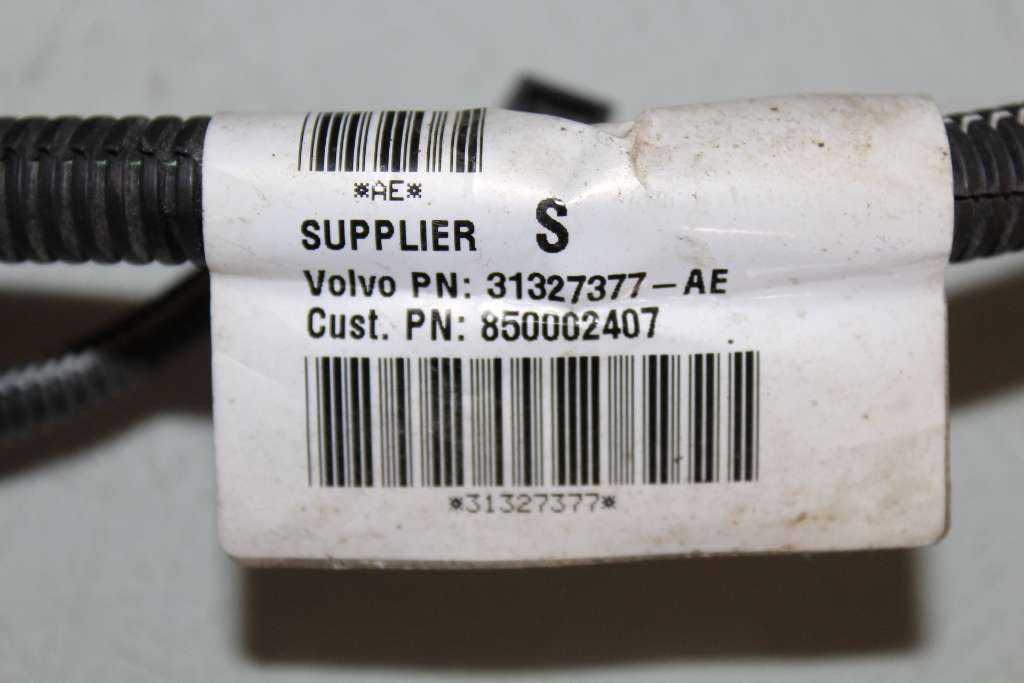 *AE*
SUPPLIER S
Volvo PN: 31327377-AE
Cust. PN: 850002407
*31327377*